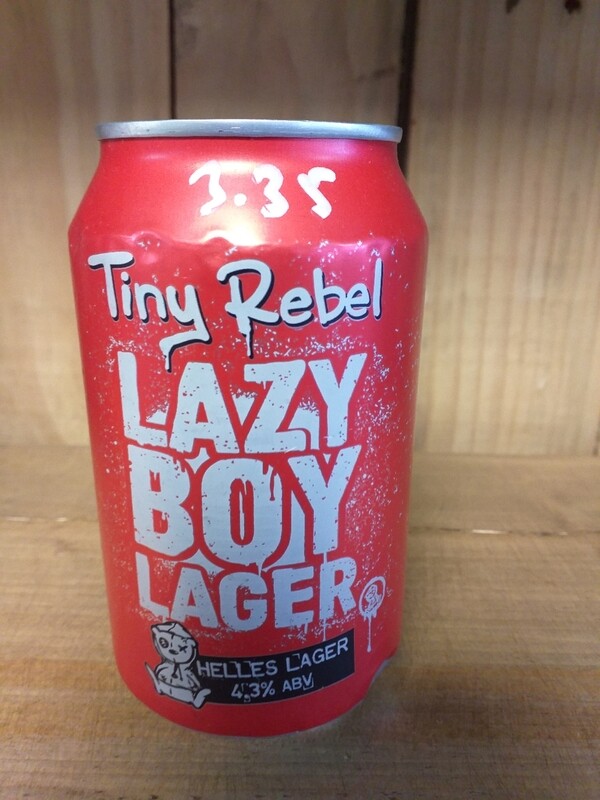 3.35
Tiny Rebel
LAZY
BOY
LAGER
HELLES LAGER
4.3% ABV